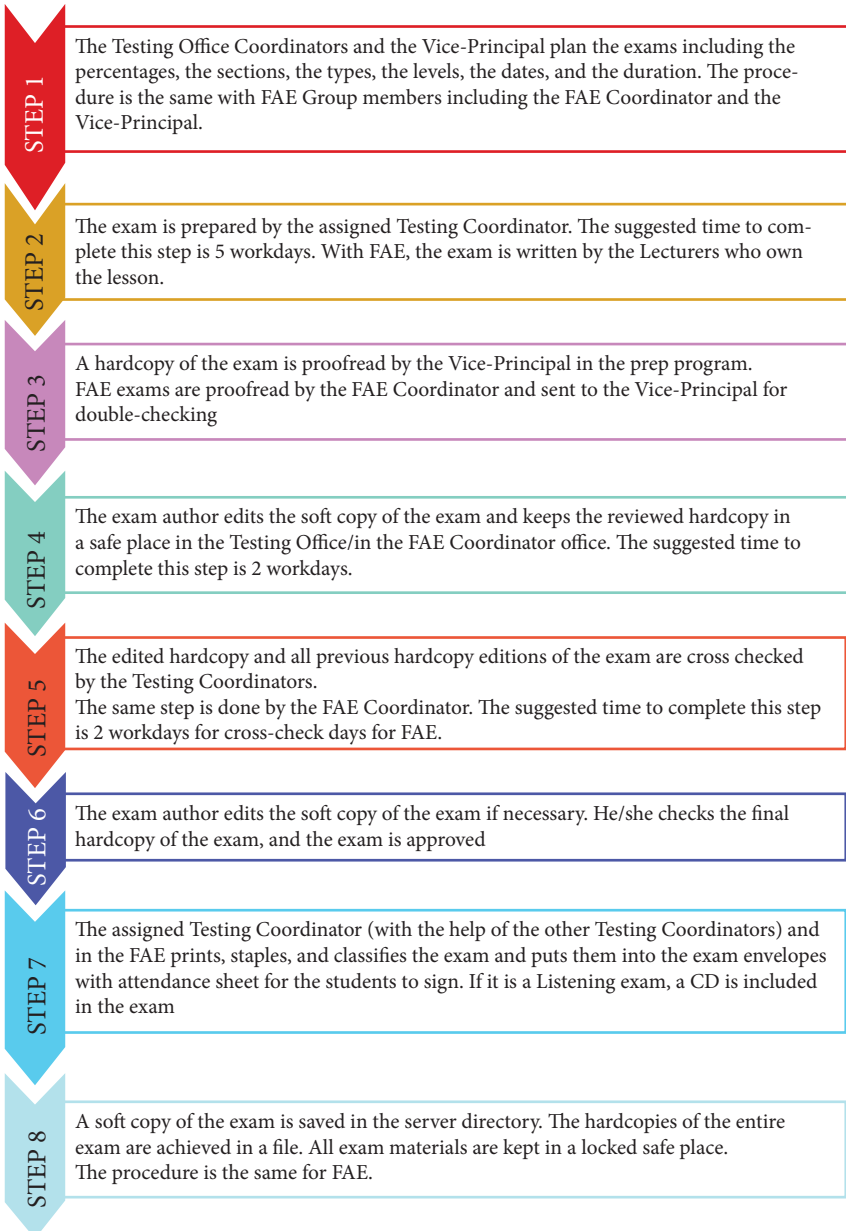 STEP 1
The Testing Office Coordinators and the Vice-Principal plan the exams including the
percentages, the sections, the types, the levels, the dates, and the duration. The proce-
dure is the same with FAE Group members including the FAE Coordinator and the
Vice-Principal.
STEP 2
The exam is prepared by the assigned Testing Coordinator. The suggested time to com-
plete this step is 5 workdays. With FAE, the exam is written by the Lecturers who own
the lesson.
STEP 3
A hardcopy of the exam is proofread by the Vice-Principal in the prep program.
FAE exams are proofread by the FAE Coordinator and sent to the Vice-Principal for
double-checking
STEP 4
The exam author edits the soft copy of the exam and keeps the reviewed hardcopy in
a safe place in the Testing Office/in the FAE Coordinator office. The suggested time to
complete this step is 2 workdays.
STEP 5
The edited hardcopy and all previous hardcopy editions of the exam are cross checked
by the Testing Coordinators.
The same step is done by the FAE Coordinator. The suggested time to complete this step
is 2 workdays for cross-check days for FAE.
STEP 6
The exam author edits the soft copy of the exam if necessary. He/she checks the final
hardcopy of the exam, and the exam is approved
STEP 7
The assigned Testing Coordinator (with the help of the other Testing Coordinators) and
in the FAE prints, staples, and classifies the exam and puts them into the exam envelopes
with attendance sheet for the students to sign. If it is a Listening exam, a CD is included
in the exam
STEP 8
A soft copy of the exam is saved in the server directory. The hardcopies of the entire
exam are achieved in a file. All exam materials are kept in a locked safe place.
The procedure is the same for FAE.